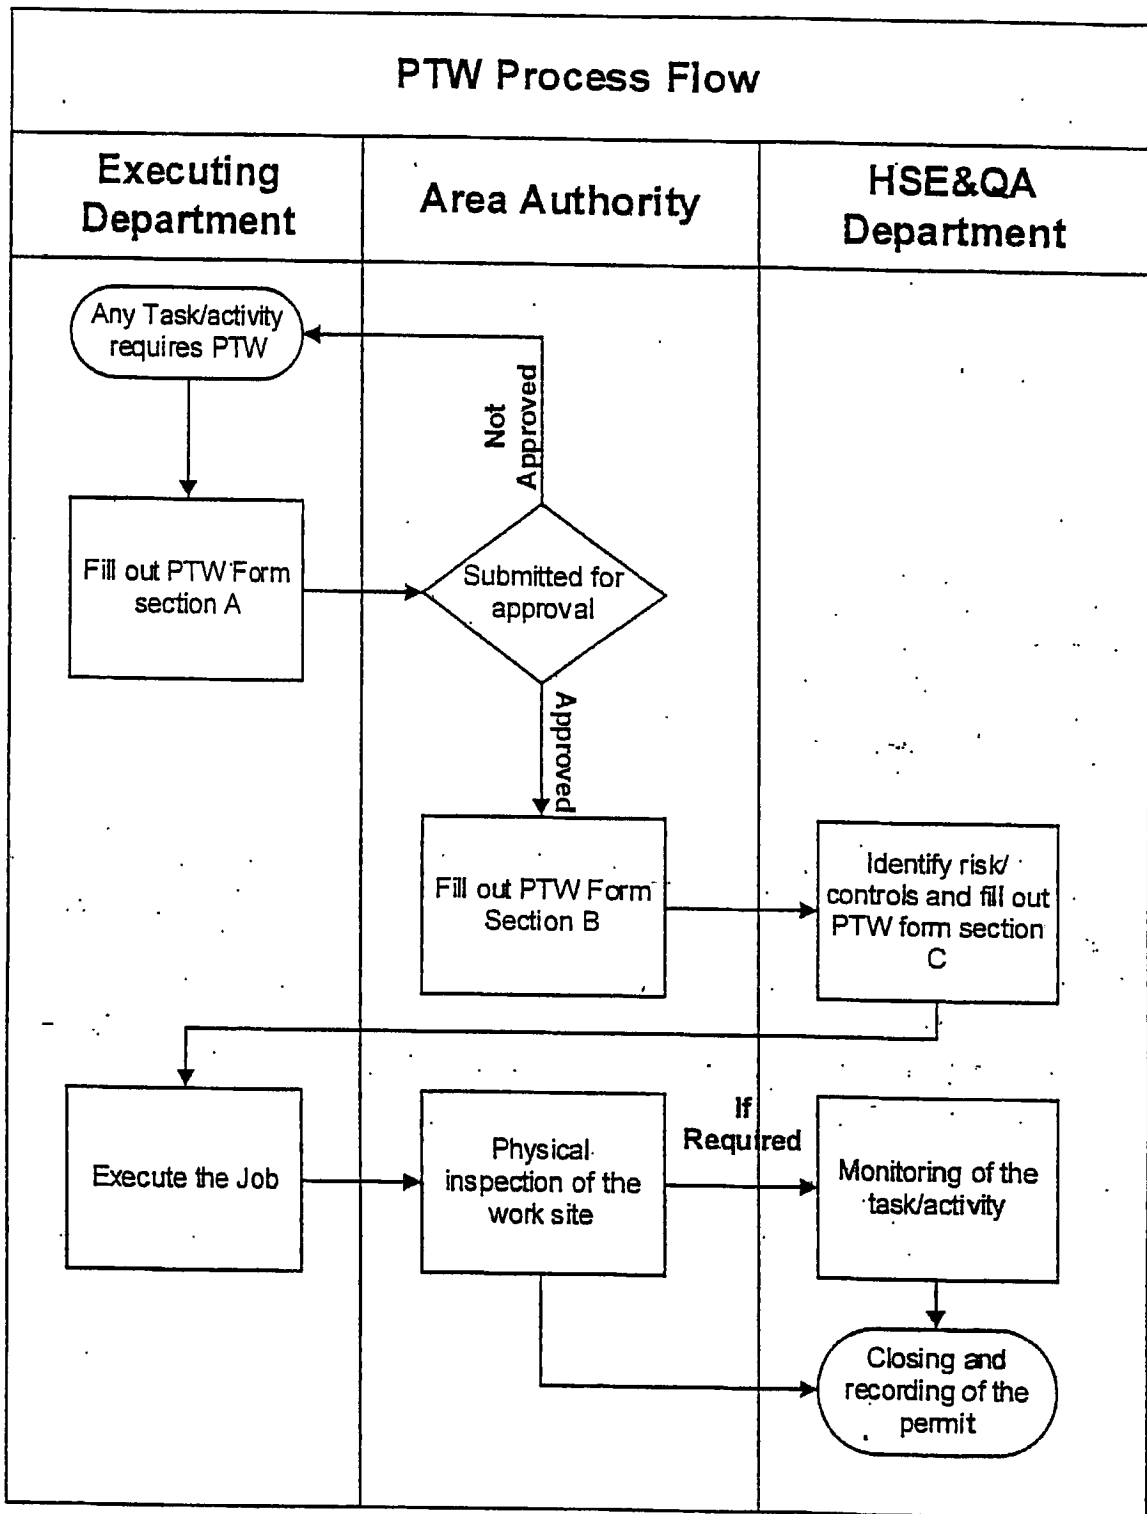 PTW Process Flow
Executing
Department
Area Authority
HSE&QA
Department
Any Task/activity
requires PTW
Not
Approved
Fill out PTW Form
section A
Submitted for
approval
Approved
Fill out PTW Form
Section B
Identify risk/
controls and fill out
PTW form section
C
Execute the Job
Physical
inspection of the
work site
If
Required
Monitoring of the
task/activity
Closing and
recording of the
permit